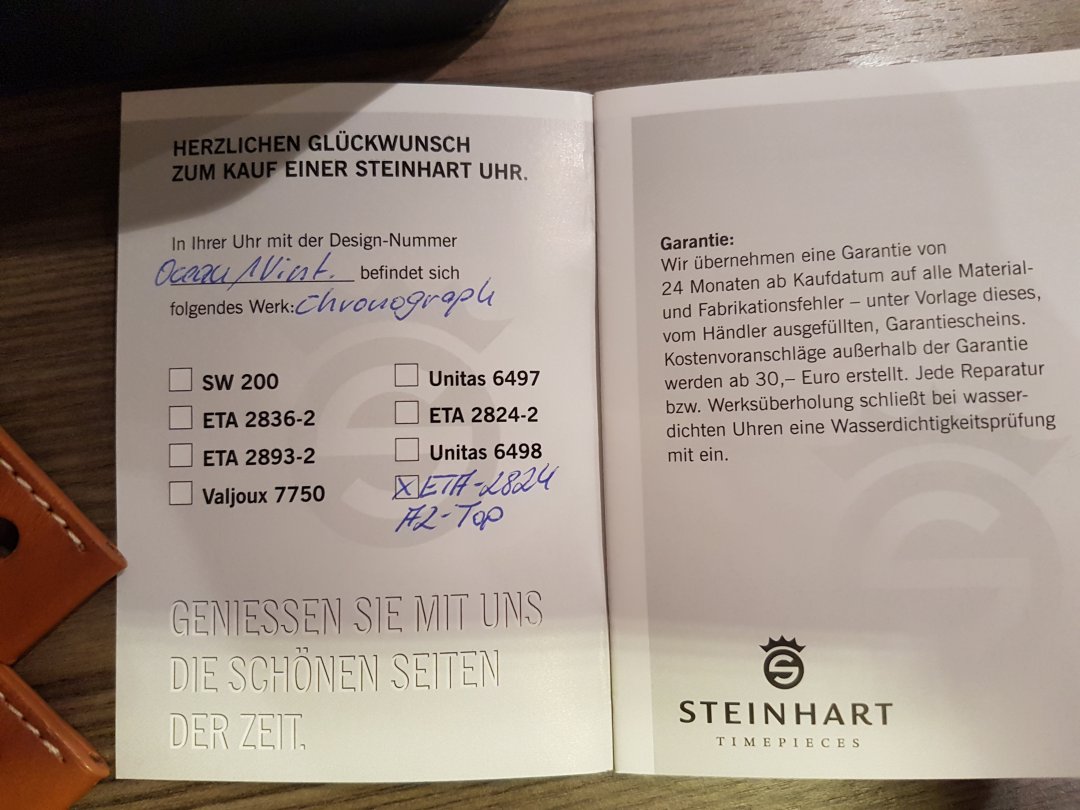 HERZLICHEN GLÜCKWUNSCH
ZUM KAUF EINER STEINHART UHR.
In Ihrer Uhr mit der Design-Nummer
Ocean/Vint. befindet sich
folgendes Werk: Chronograph
SW 200
ETA 2836-2
ETA 2893-2
Valjoux 7750
Unitas 6497
ETA 2824-2
Unitas 6498
X ETA-2824
A2-Top
GENIESSEN SIE MIT UNS
DIE SCHÖNEN SEITEN
DER ZEIT.
Garantie:
Wir übernehmen eine Garantie von
24 Monaten ab Kaufdatum auf alle Material-
und Fabrikationsfehler – unter Vorlage dieses,
vom Händler ausgefüllten, Garantiescheins.
Kostenvoranschläge außerhalb der Garantie
werden ab 30,– Euro erstellt. Jede Reparatur
bzw. Werksüberholung schließt bei wasser-
dichten Uhren eine Wasserdichtigkeitsprüfung
mit ein.
STEINHART
TIMEPIECES